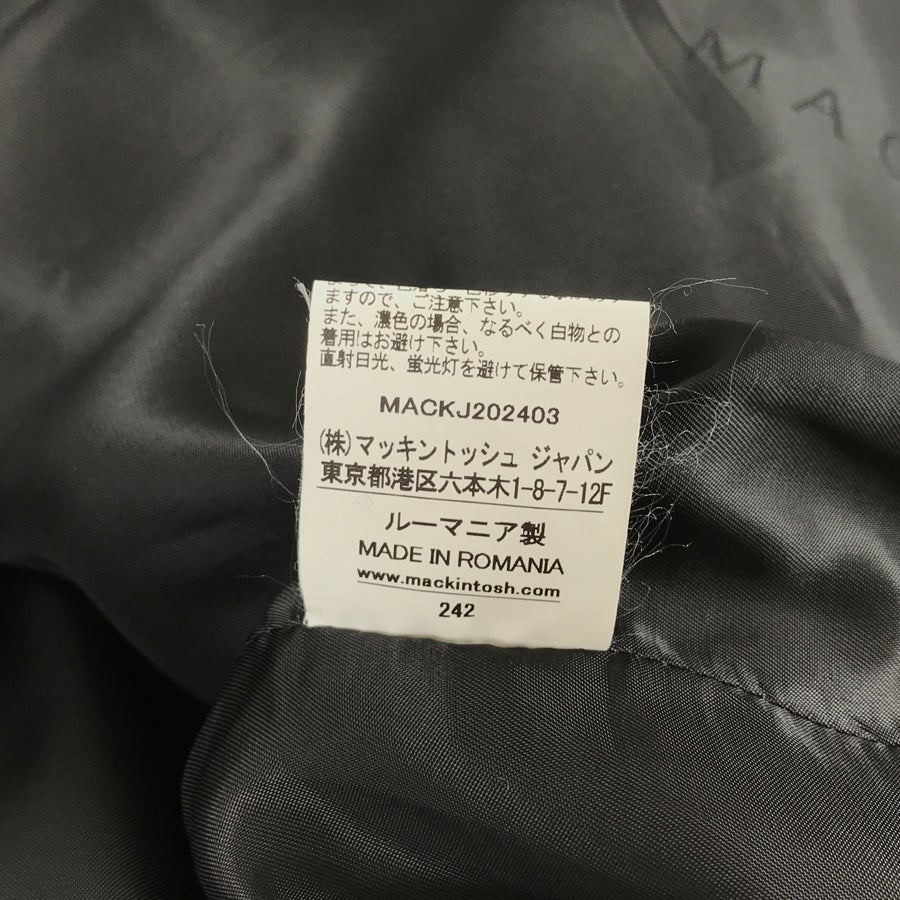 MAC
ますので、ご注意下さい。
また、濃色の場合、なるべく白物との
着用はお避け下さい。
直射日光、蛍光灯を避けて保管下さい。
MACKJ202403
(株)マッキントッシュ ジャパン
東京都港区六本木1-8-7-12F
ルーマニア製
MADE IN ROMANIA
www.mackintosh.com
242